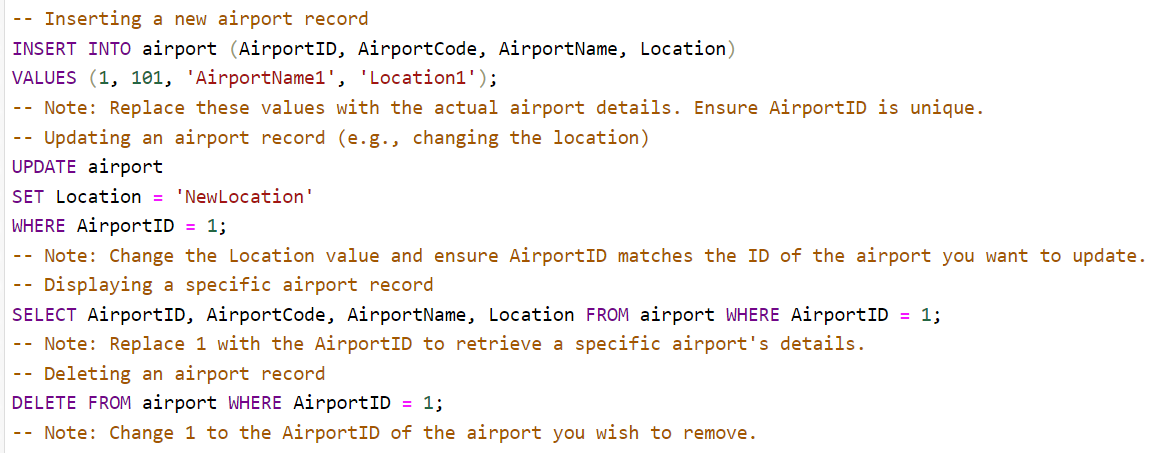 -- Inserting a new airport record
INSERT INTO airport (AirportID, AirportCode, AirportName, Location)
VALUES (1, 101, 'AirportName1', 'Location1');
-- Note: Replace these values with the actual airport details. Ensure AirportID is unique.
-- Updating an airport record (e.g., changing the location)
UPDATE airport
SET Location = 'NewLocation'
WHERE AirportID = 1;
-- Note: Change the Location value and ensure AirportID matches the ID of the airport you want to update.
-- Displaying a specific airport record
SELECT AirportID, AirportCode, AirportName, Location FROM airport WHERE AirportID = 1;
-- Note: Replace 1 with the AirportID to retrieve a specific airport's details.
-- Deleting an airport record
DELETE FROM airport WHERE AirportID = 1;
-- Note: Change 1 to the AirportID of the airport you wish to remove.